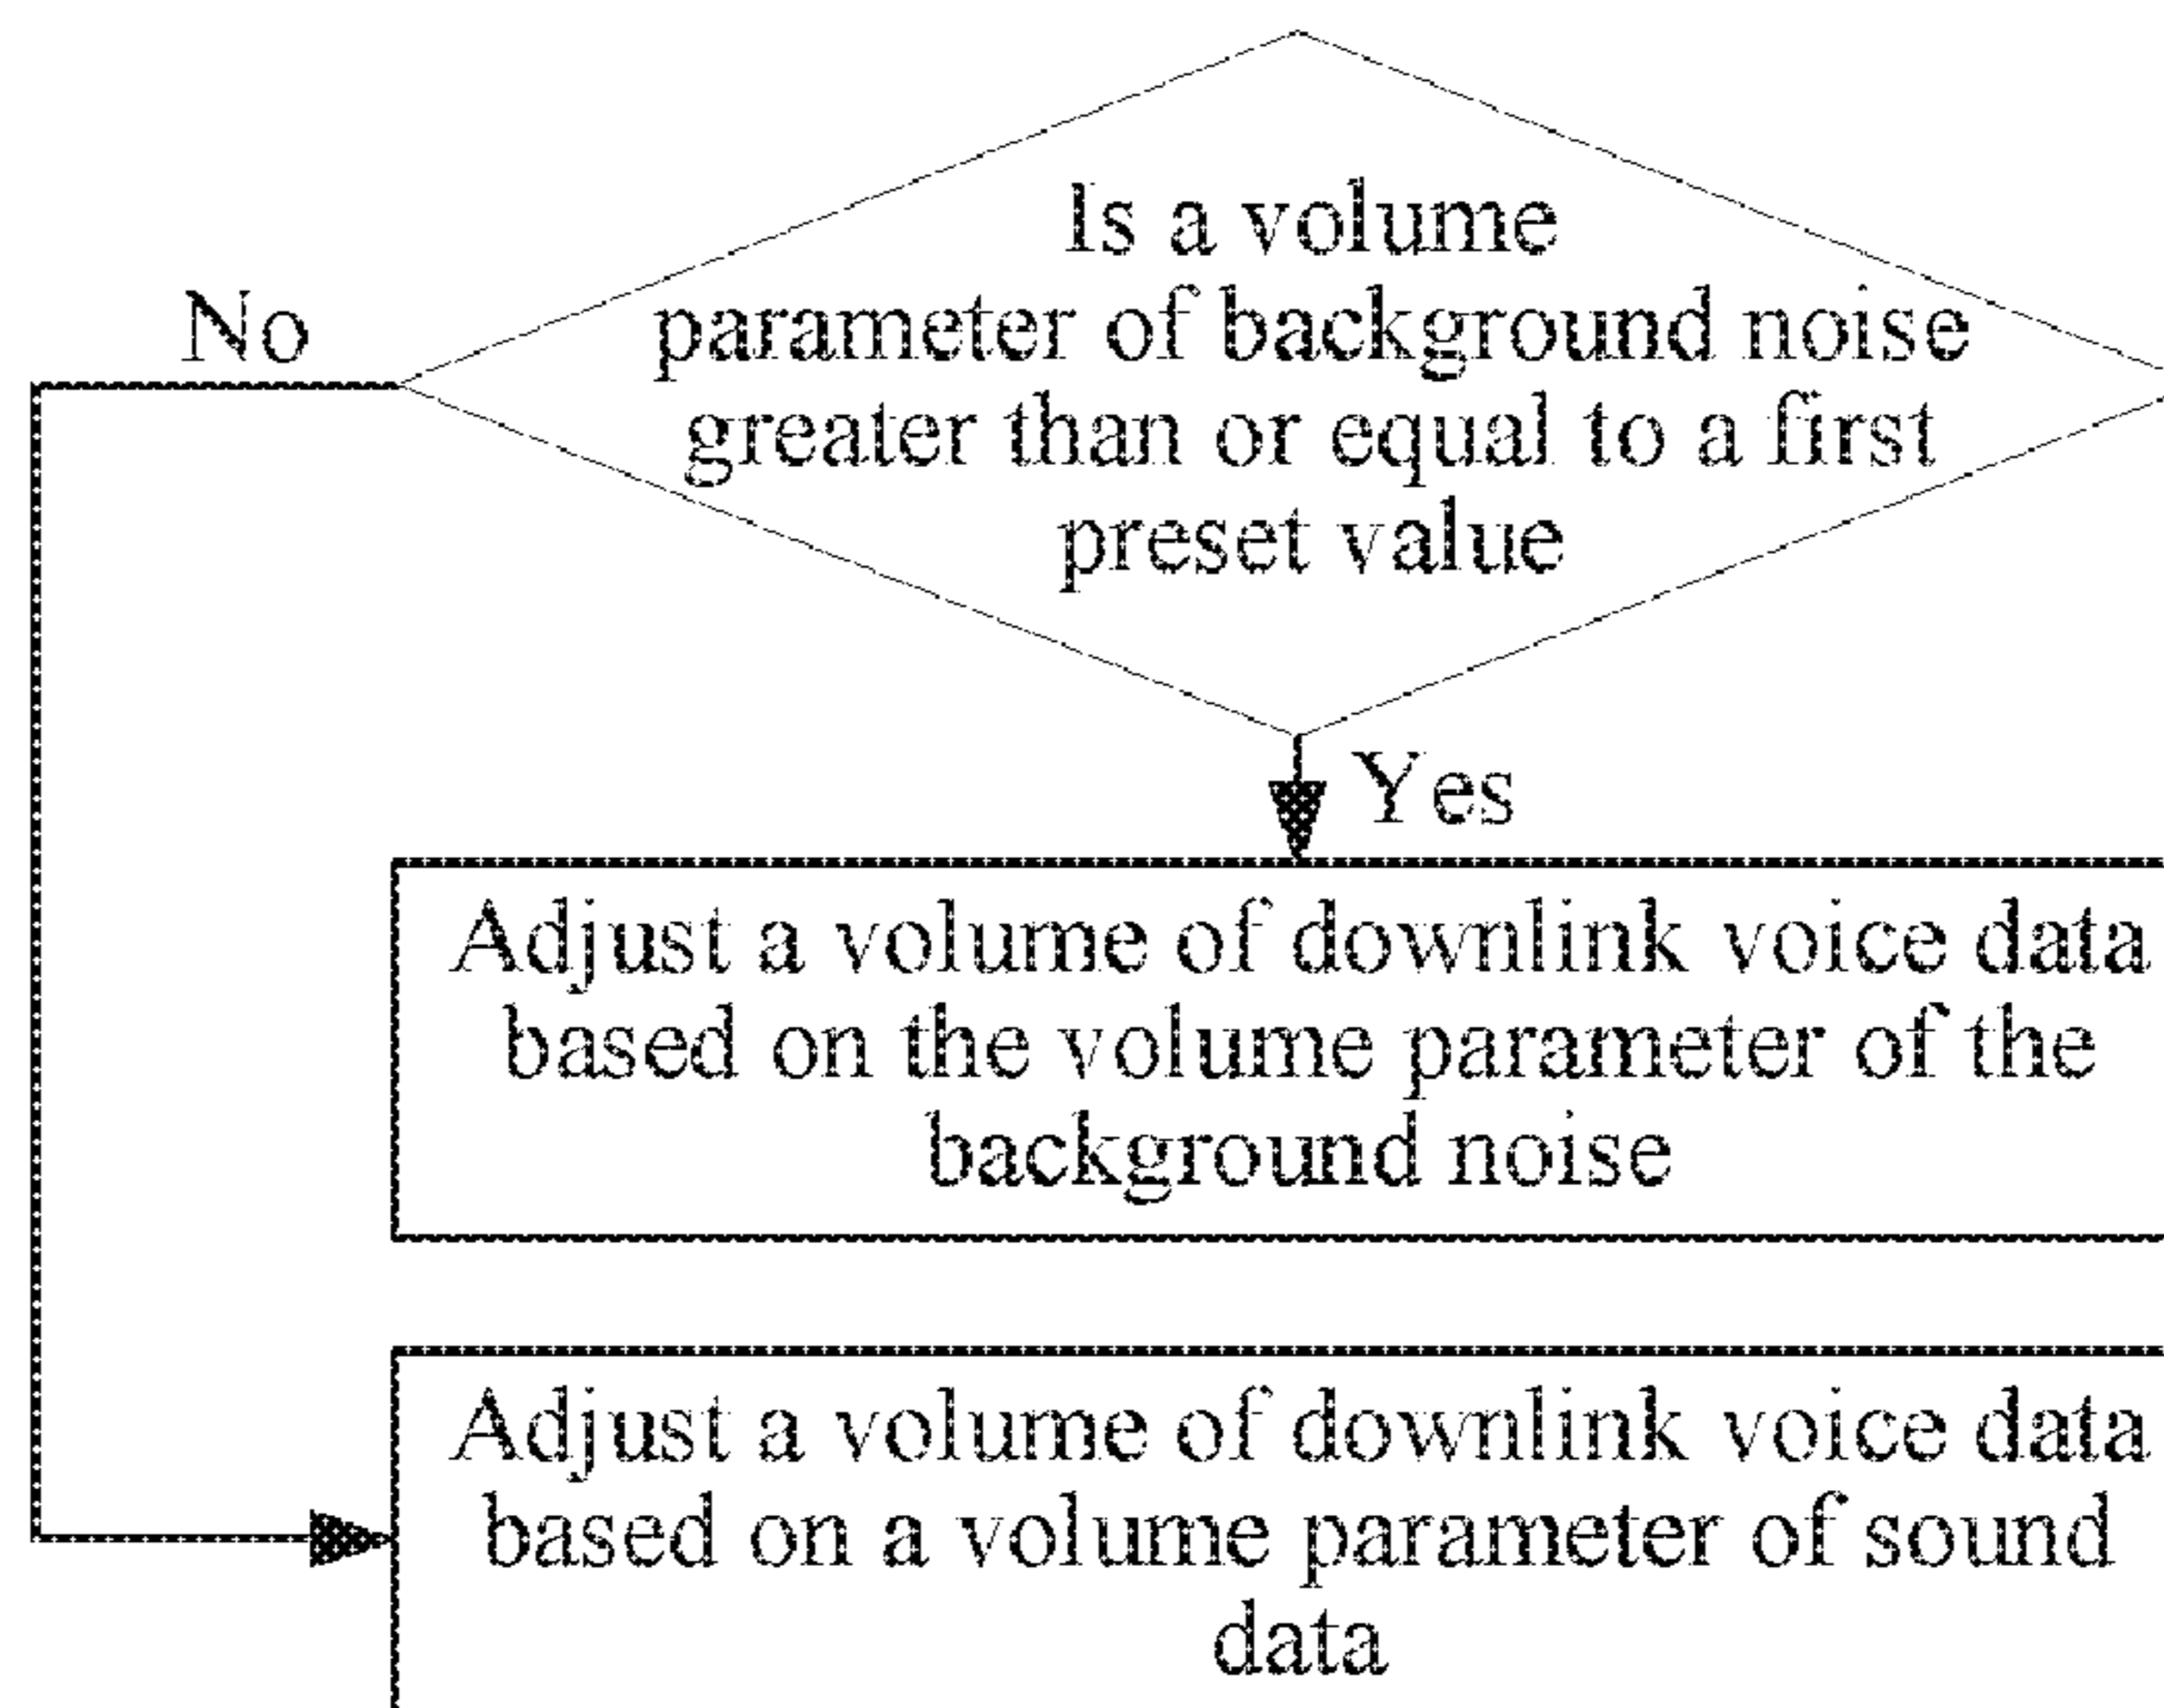 Is a volume
parameter of background noise
greater than or equal to a first
preset value
No
Yes
Adjust a volume of downlink voice data
based on the volume parameter of the
background noise
Adjust a volume of downlink voice data
based on a volume parameter of sound
data